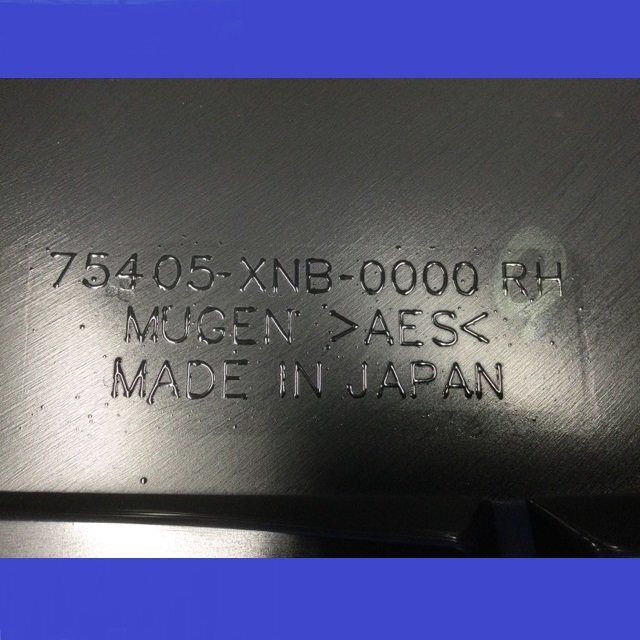 75405-XNB-0000 RH
MUGEN >AES<
MADE IN JAPAN